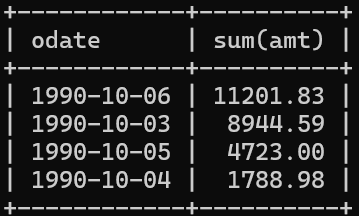 +------------+----------+
| odate      | sum(amt) |
+------------+----------+
| 1990-10-06 | 11201.83 |
| 1990-10-03 |  8944.59 |
| 1990-10-05 |  4723.00 |
| 1990-10-04 |  1788.98 |
+------------+----------+